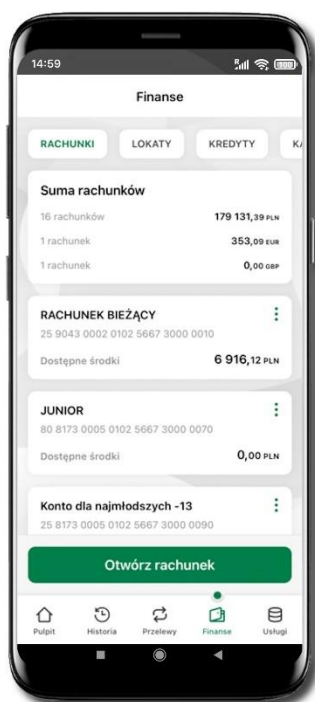 14:59
Finanse
RACHUNKI LOKATY KREDYTY KA
Suma rachunków
16 rachunków 179 131,39 PLN
1 rachunek 353,09 EUR
1 rachunek 0,00 GBP
RACHUNEK BIEŻĄCY
25 9043 0002 0102 5667 3000 0010
Dostępne środki 6 916,12 PLN
JUNIOR
80 8173 0005 0102 5667 3000 0070
Dostępne środki 0,00 PLN
Konto dla najmłodszych -13
25 8173 0005 0102 5667 3000 0090
Otwórz rachunek
Pulpit Historia Przelewy Finanse Usługi